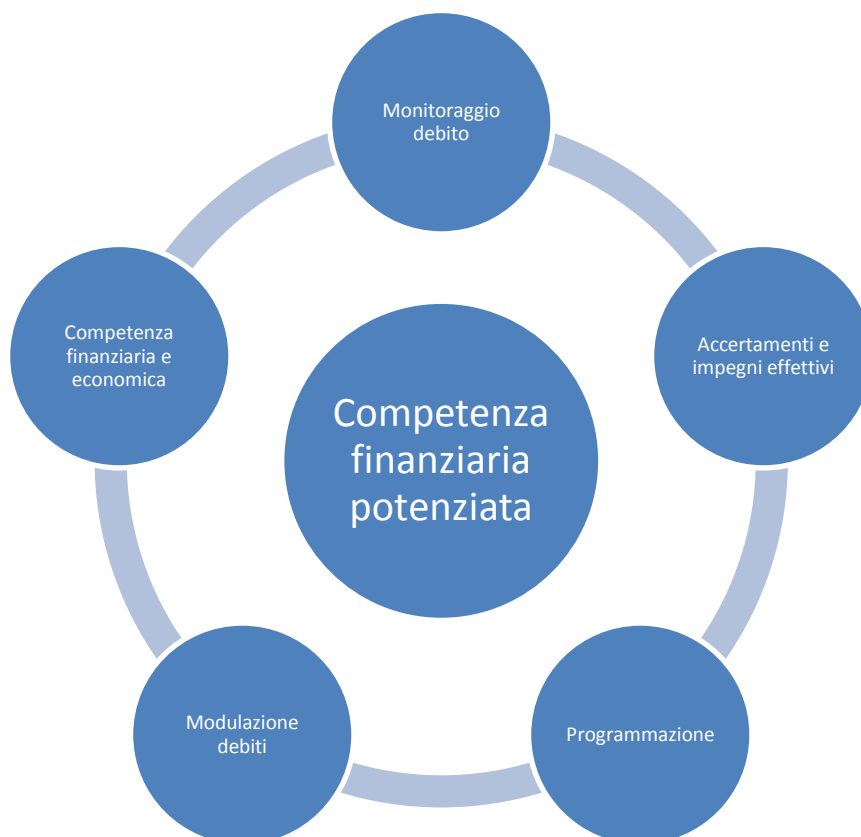 Monitoraggio
debito
Accertamenti e
impegni effettivi
Programmazione
Modulazione
debiti
Competenza
finanziaria e
economica
Competenza
finanziaria
potenziata